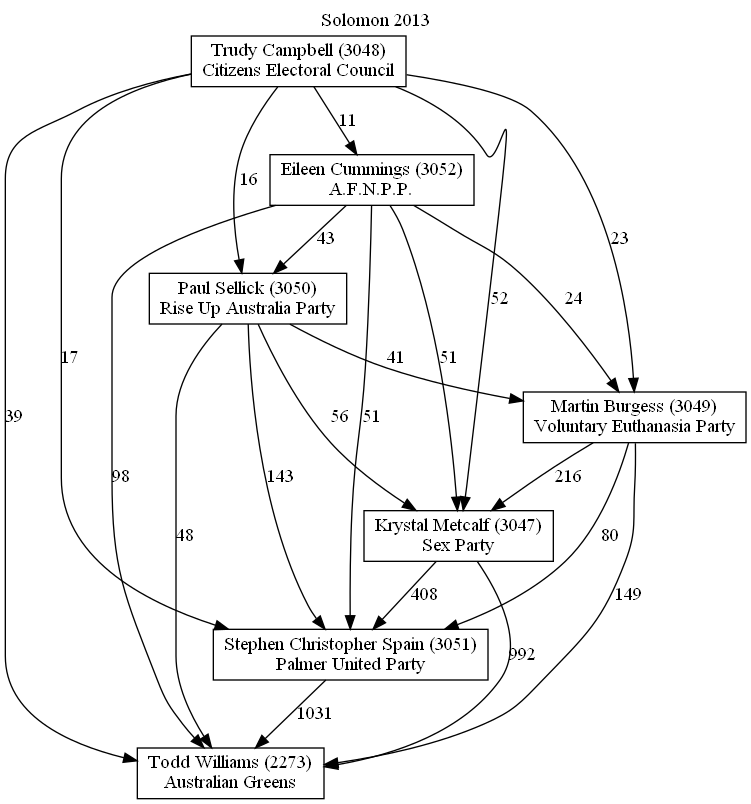 Solomon 2013
Trudy Campbell (3048)
Citizens Electoral Council
11
Eileen Cummings (3052)
A.F.N.P.P.
16
43
23
Paul Sellick (3050)
Rise Up Australia Party
52
24
17
41
51
39
Martin Burgess (3049)
Voluntary Euthanasia Party
56
51
98
143
216
Krystal Metcalf (3047)
Sex Party
48
80
408
149
Stephen Christopher Spain (3051)
Palmer United Party
992
1031
Todd Williams (2273)
Australian Greens